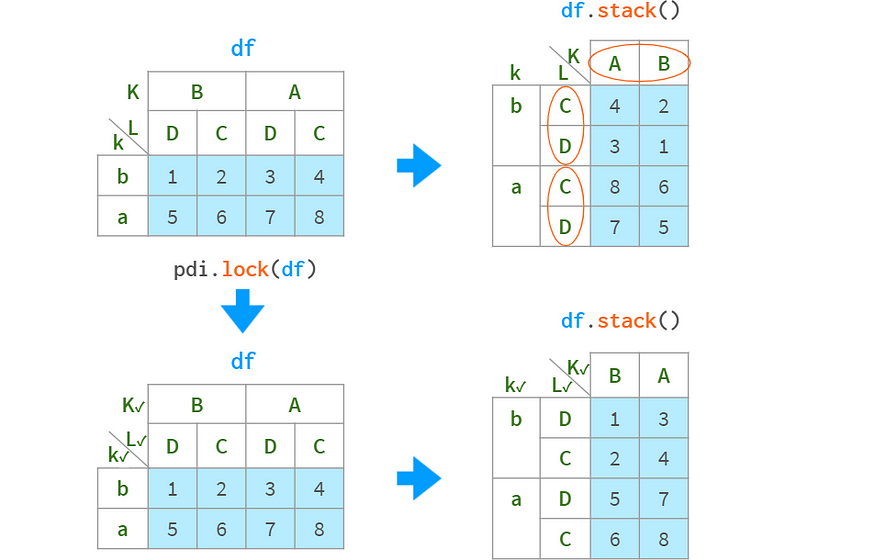 df.stack()
df
K B A
L
k D C D C
b 1 2 3 4
a 5 6 7 8
K
k L A B
b C 4 2
D 3 1
a C 8 6
D 7 5
pdi.lock(df)
df
K✓ B A
L✓
k✓ D C D C
b 1 2 3 4
a 5 6 7 8
df.stack()
K✓
k✓ L✓ B A
b D 1 3
C 2 4
a D 5 7
C 6 8